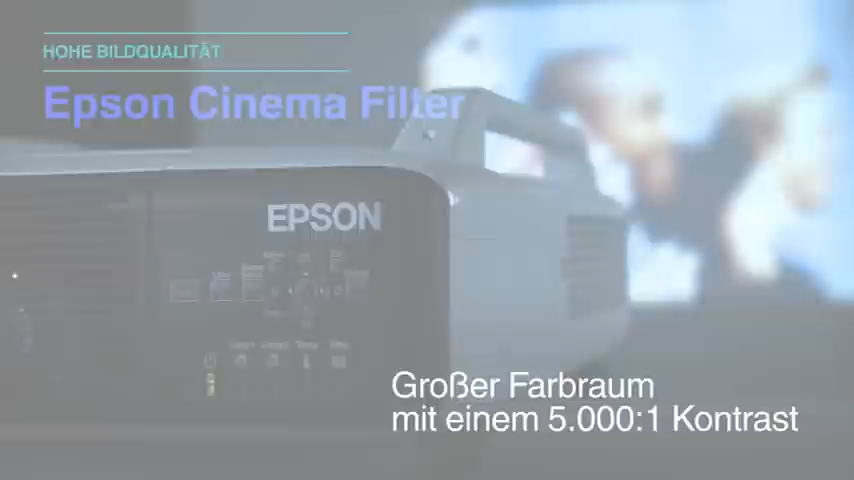 HOHE BILDQUALITÄT
Epson Cinema Filter
EPSON
Großer Farbraum
mit einem 5.000:1 Kontrast